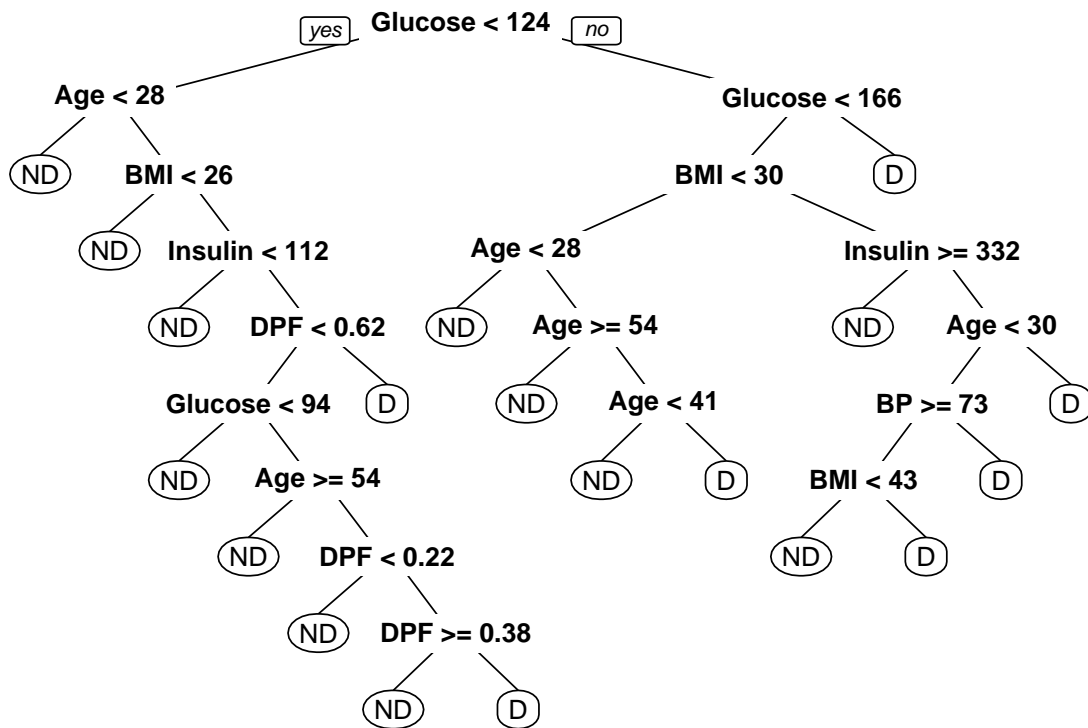 yes Glucose < 124 no
Age < 28 Glucose < 166
ND BMI < 26 BMI < 30 D
ND Insulin < 112 Age < 28 Insulin >= 332
ND DPF < 0.62 ND Age >= 54 ND Age < 30
Glucose < 94 D ND Age < 41 BP >= 73 D
ND Age >= 54 ND D BMI < 43 D
ND DPF < 0.22 ND D
ND DPF >= 0.38
ND D